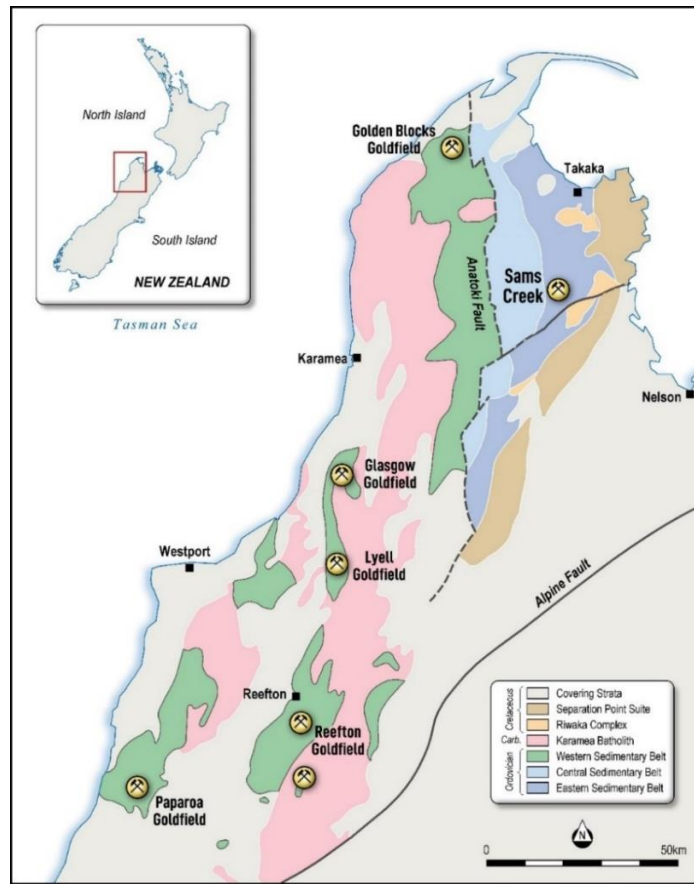 North Island
South Island
NEW ZEALAND
Tasman Sea
Golden Blocks
Goldfield
Takaka
Anatoki Fault
Sams
Creek
Karamea
Nelson
Glasgow
Goldfield
Westport
Lyell
Goldfield
Alpine Fault
Reefton
Reefton
Goldfield
Paparoa
Goldfield
Cretaceous
Carb.
Ordovician
Covering Strata
Separation Point Suite
Riwaka Complex
Karamea Batholith
Western Sedimentary Belt
Central Sedimentary Belt
Eastern Sedimentary Belt
N
0 50km